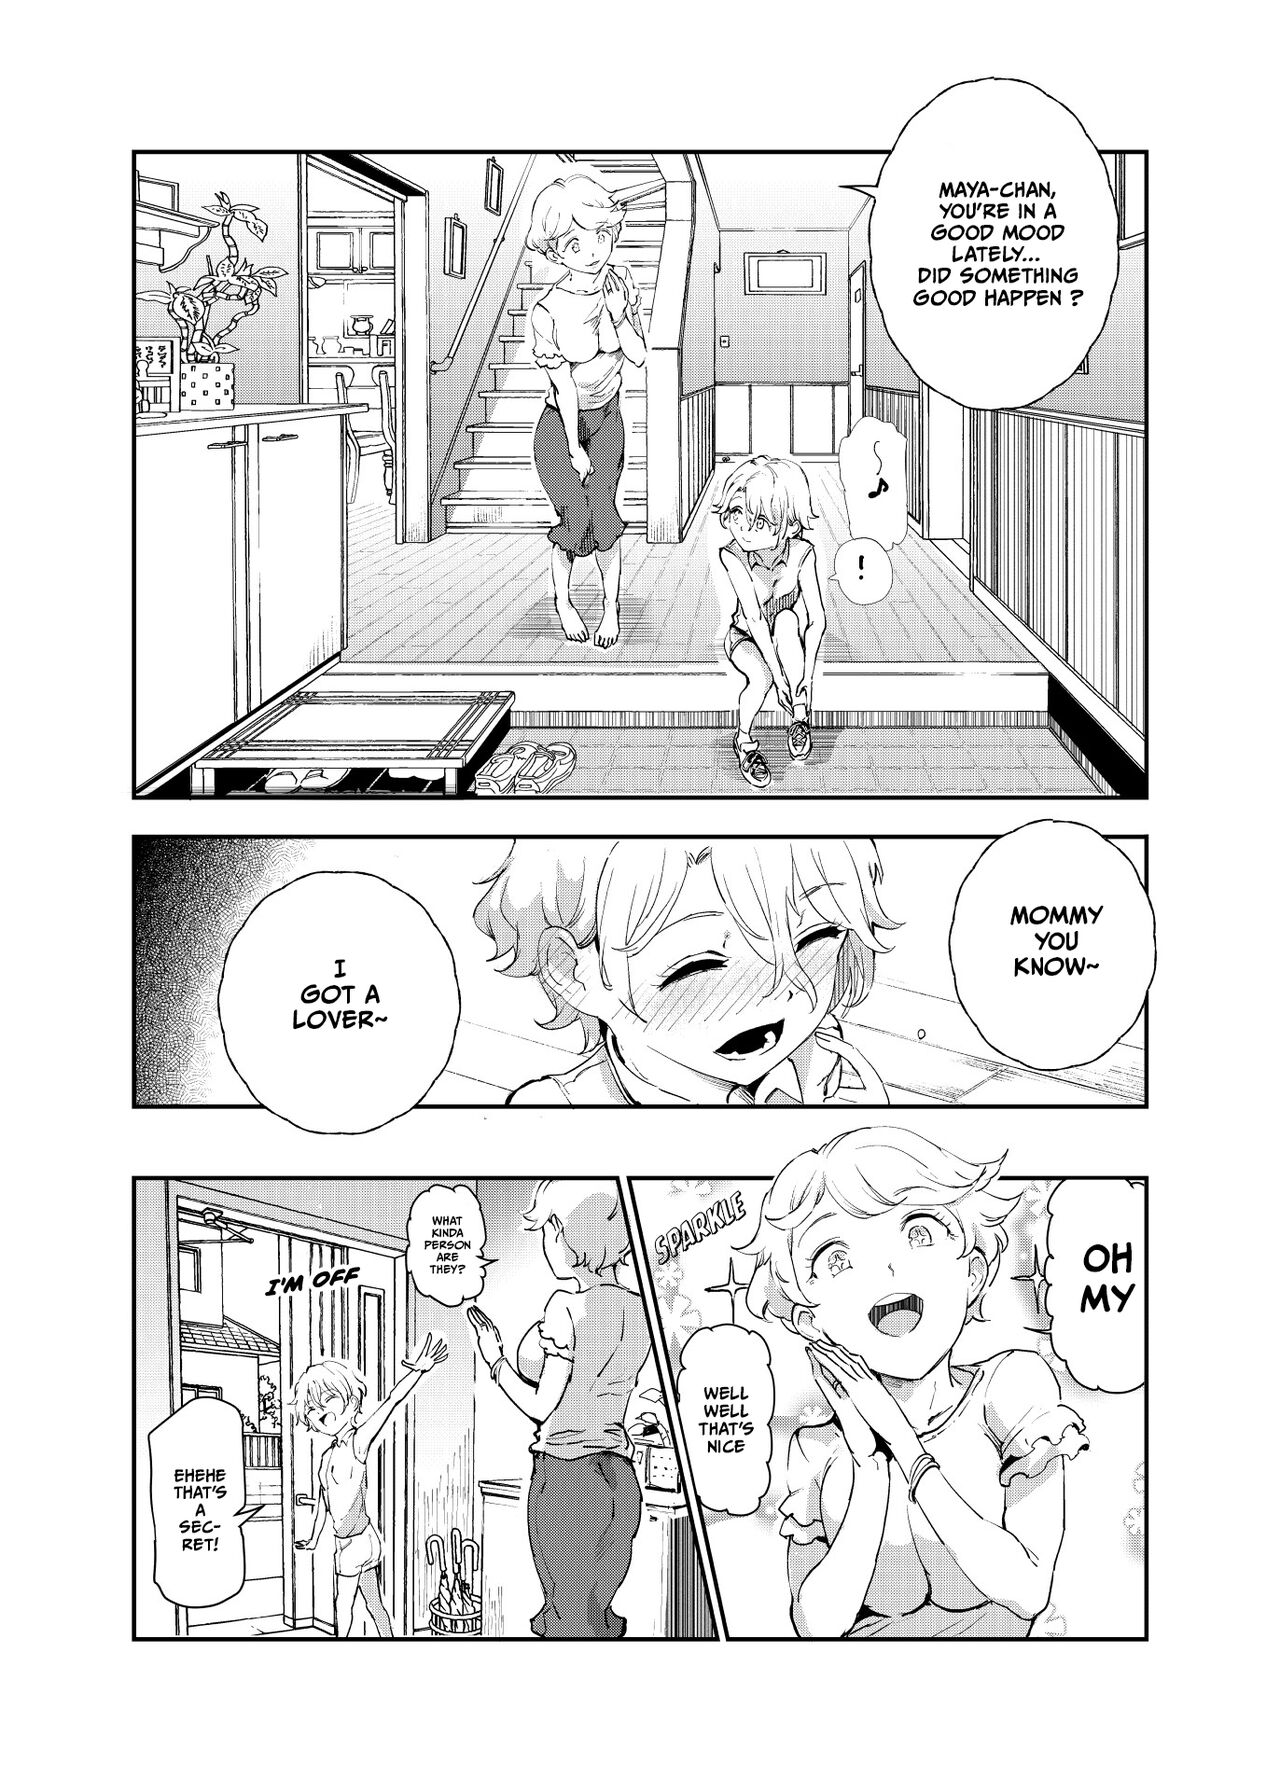 MAYA-CHAN,
YOU'RE IN A
GOOD MOOD
LATELY...
DID SOMETHING
GOOD HAPPEN ?
♪
!
MOMMY
YOU
KNOW~
I
GOT A
LOVER~
OH
MY
SPARKLE
WELL
WELL
THAT'S
NICE
WHAT
KINDA
PERSON
ARE
THEY?
I'M OFF
EHEHE
THAT'S
A
SEC-
RET!